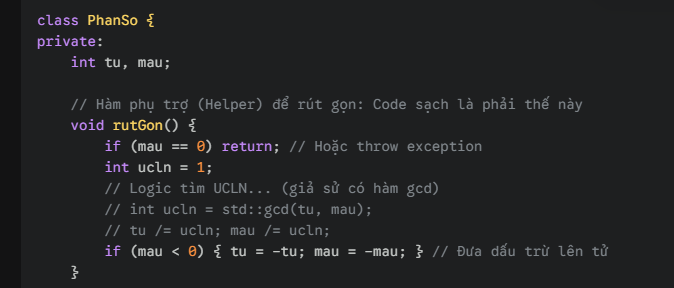 class PhanSo {
private:
    int tu, mau;

    // Hàm phụ trợ (Helper) để rút gọn: Code sạch là phải thế này
    void rutGon() {
        if (mau == 0) return; // Hoặc throw exception
        int ucln = 1;
        // Logic tìm UCLN... (giả sử có hàm gcd)
        // int ucln = std::gcd(tu, mau);
        // tu /= ucln; mau /= ucln;
        if (mau < 0) { tu = -tu; mau = -mau; } // Đưa dấu trừ lên tử
    }